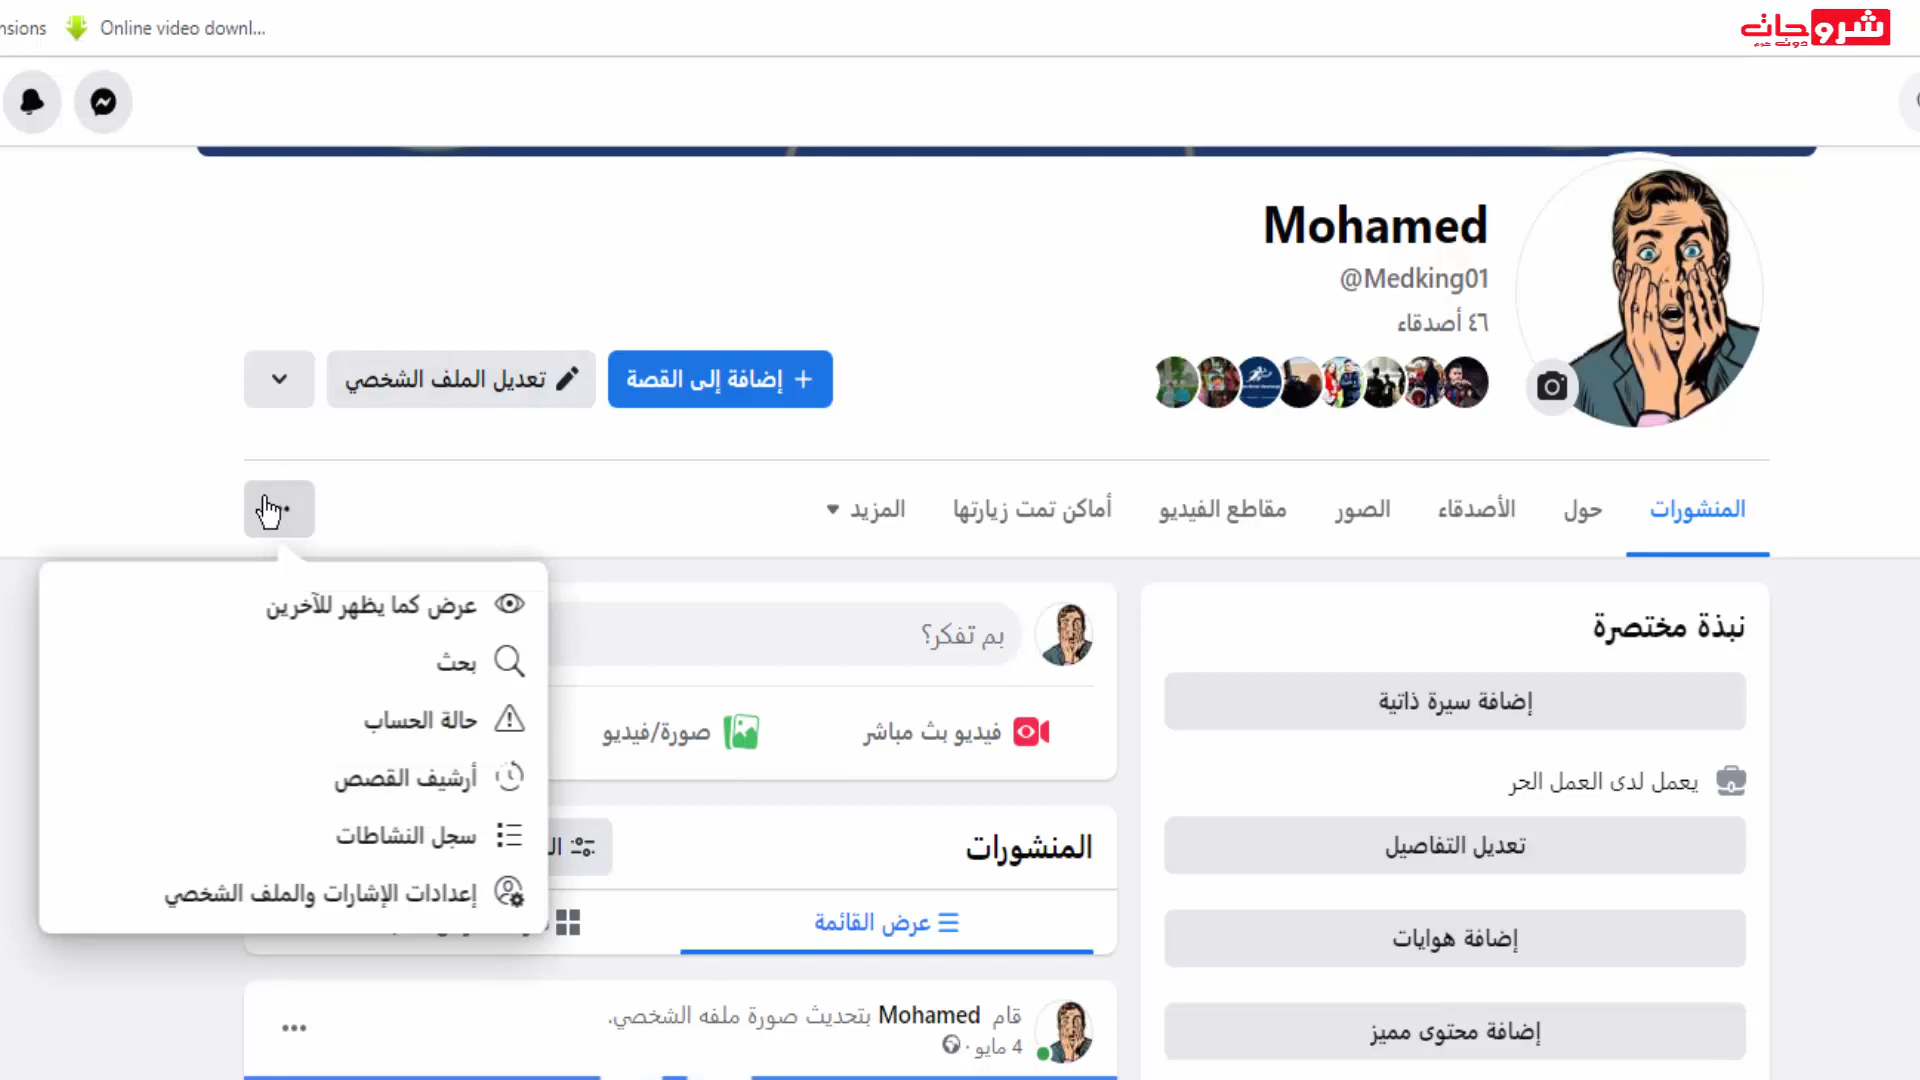 nsions
Online video downl...
شروحات
Mohamed
@Medking01
٤٦ أصدقاء
إضافة إلى القصة
تعديل الملف الشخصي
المنشورات
حول
الأصدقاء
الصور
مقاطع الفيديو
أماكن تمت زيارتها
المزيد
عرض كما يظهر للآخرين
بحث
حالة الحساب
أرشيف القصص
سجل النشاطات
إعدادات الإشارات والملف الشخصي
نبذة مختصرة
إضافة سيرة ذاتية
يعمل لدى العمل الحر
تعديل التفاصيل
إضافة هوايات
إضافة محتوى مميز
بم تفكر؟
فيديو بث مباشر
صورة/فيديو
المنشورات
عرض القائمة
قام Mohamed بتحديث صورة ملفه الشخصي.
4 مايو ·